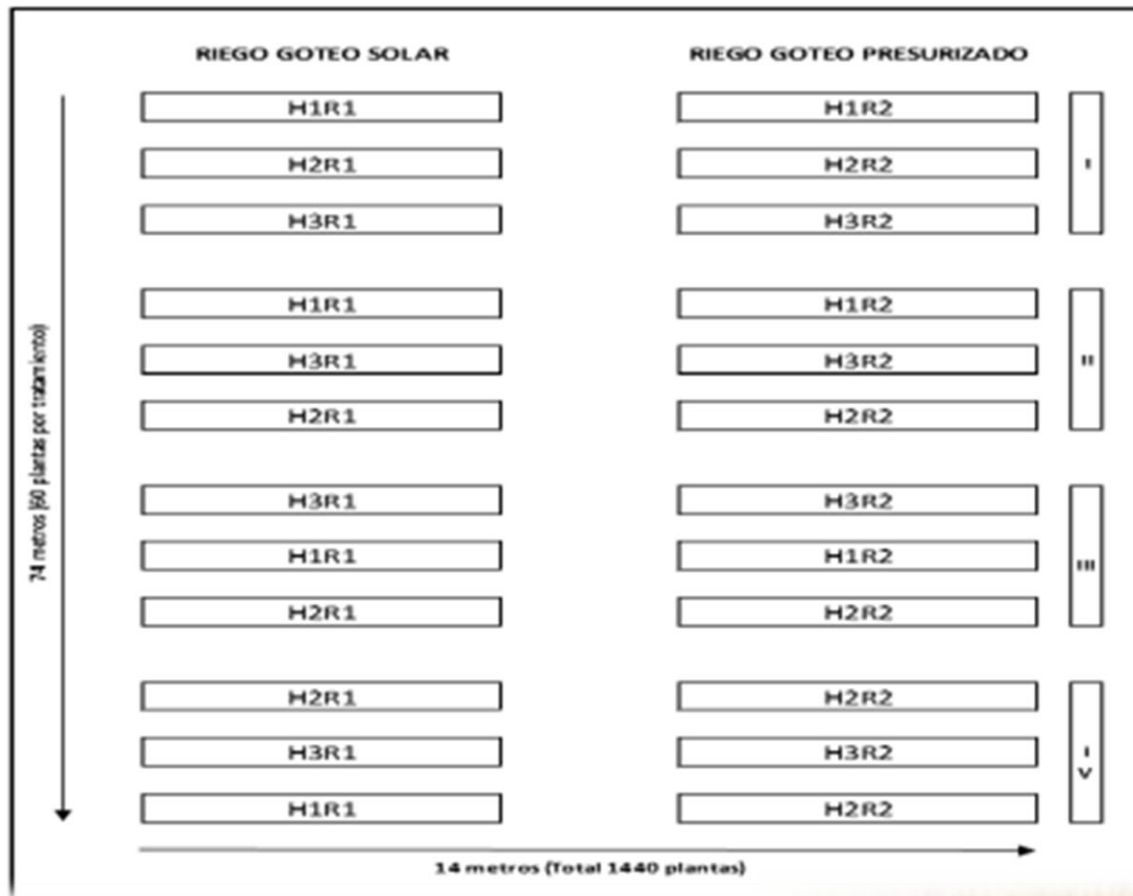 RIEGO GOTEO SOLAR
RIEGO GOTEO PRESURIZADO
H1R1
H1R2
H2R1
H2R2
H3R1
H3R2
I
H1R1
H1R2
H3R1
H3R2
H2R1
H2R2
II
H3R1
H3R2
H1R1
H1R2
H2R1
H2R2
III
H2R1
H2R2
H3R1
H3R2
H1R1
H2R2
IV
74 metros (60 plantas por tratamiento)
14 metros (Total 1440 plantas)